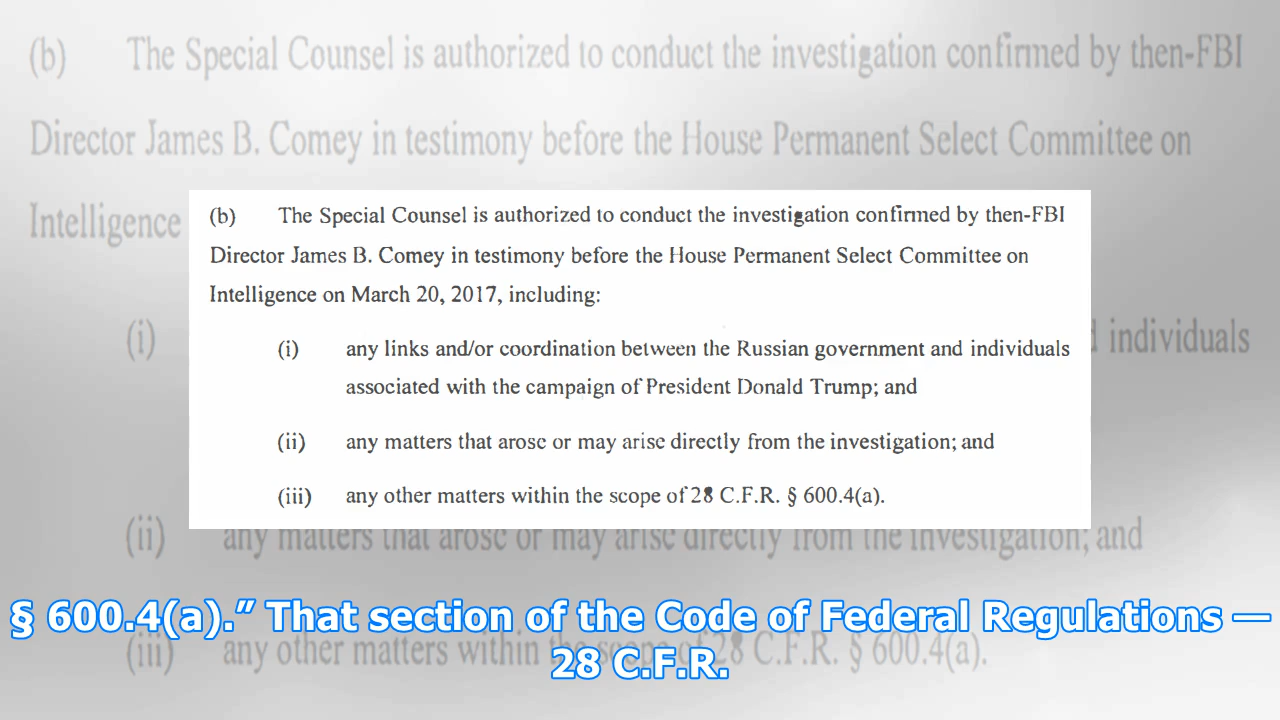 (b) The Special Counsel is authorized to conduct the investigation confirmed by then-FBI
Director James B. Comey in testimony before the House Permanent Select Committee on
Intelligence
(b) The Special Counsel is authorized to conduct the investigation confirmed by then-FBI
Director James B. Comey in testimony before the House Permanent Select Committee on
Intelligence on March 20, 2017, including:
(i) any links and/or coordination between the Russian government and individuals
associated with the campaign of President Donald Trump; and
(ii) any matters that arose or may arise directly from the investigation; and
(iii) any other matters within the scope of 28 C.F.R. § 600.4(a).
(i) individuals
(ii) any matters that arose or may arise directly from the investigation; and
(iii) any other matters within the scope of 28 C.F.R. § 600.4(a).
§ 600.4(a).” That section of the Code of Federal Regulations —
28 C.F.R.